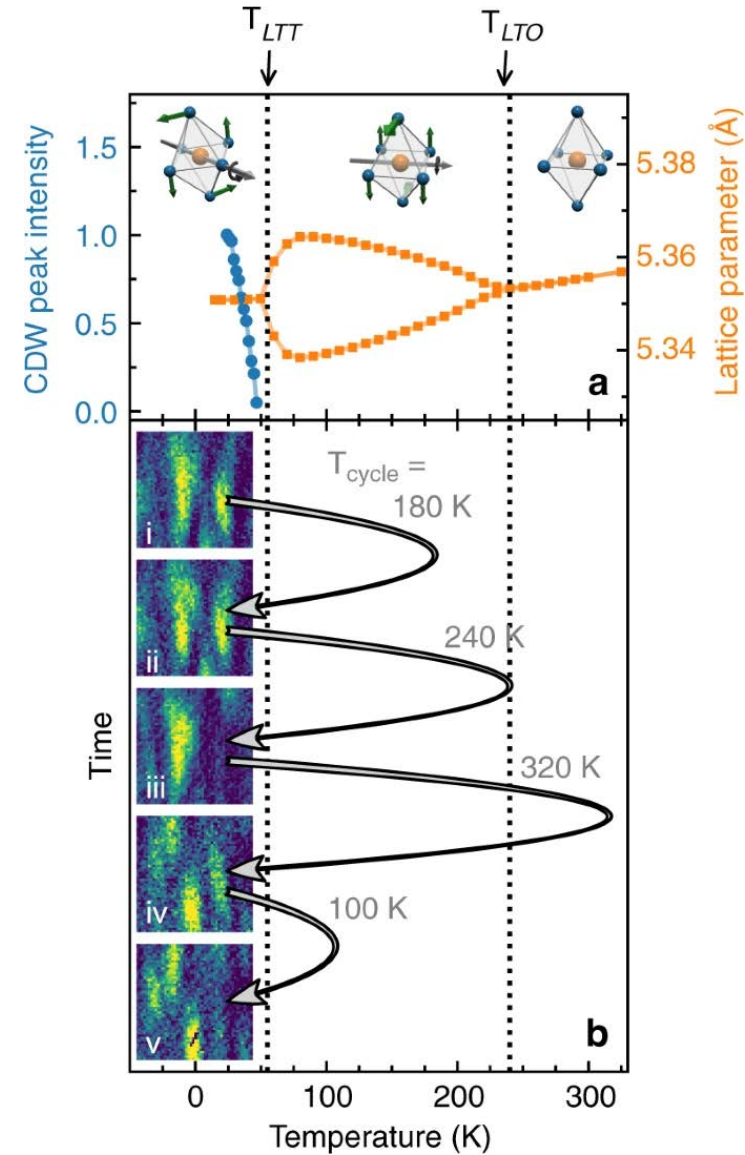 T_LTT T_LTO
CDW peak intensity
1.5
1.0
0.5
0.0
5.38
5.36
5.34
Lattice parameter (Å)
a
T_cycle =
180 K
i
240 K
ii
320 K
iii
100 K
iv
v
b
Time
0 100 200 300
Temperature (K)